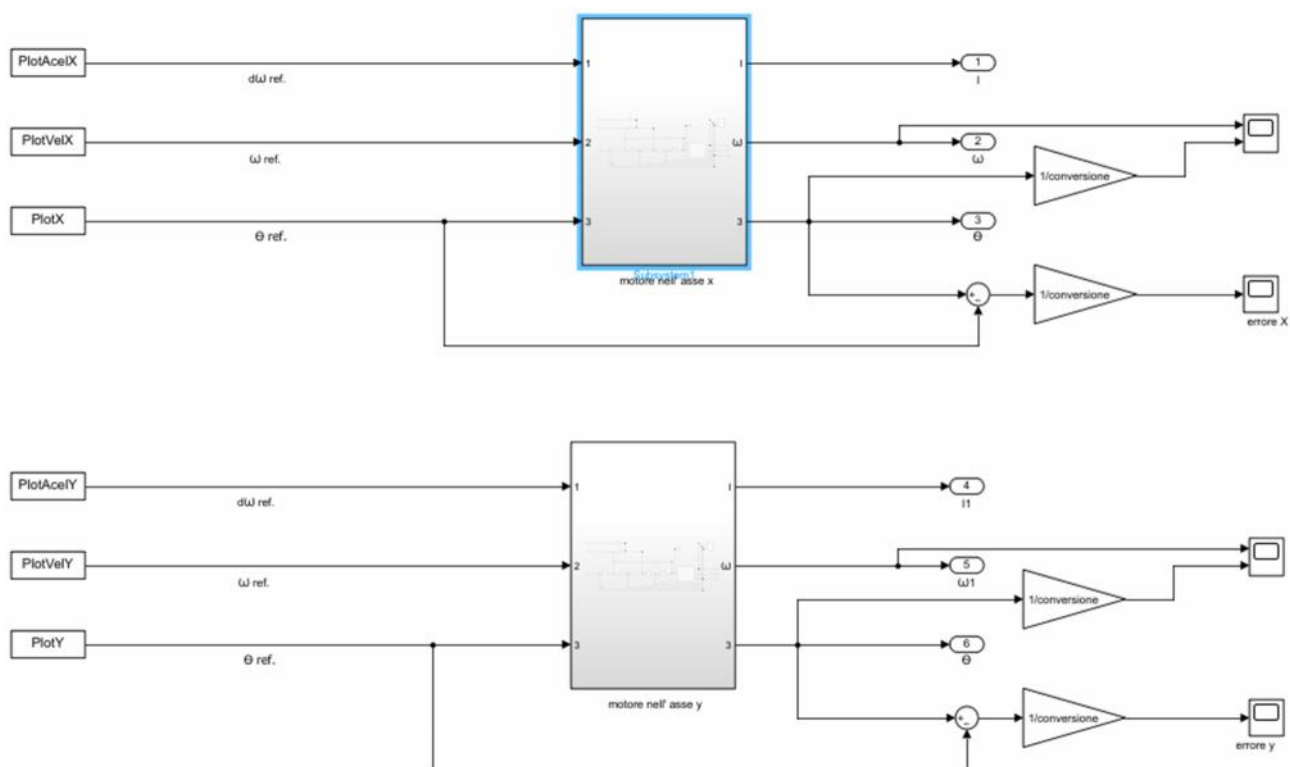 PlotAcelX
dω ref.
1
I
1
I
PlotVelX
ω ref.
2
ω
2
ω
1/conversione
PlotX
θ ref.
3
3
3
θ
Subsystem1
motore nell' asse x
+
-
1/conversione
errore X
PlotAcelY
dω ref.
1
I
4
I1
PlotVelY
ω ref.
2
ω
5
ω1
1/conversione
PlotY
θ ref.
3
3
6
θ
motore nell' asse y
+
-
1/conversione
errore y